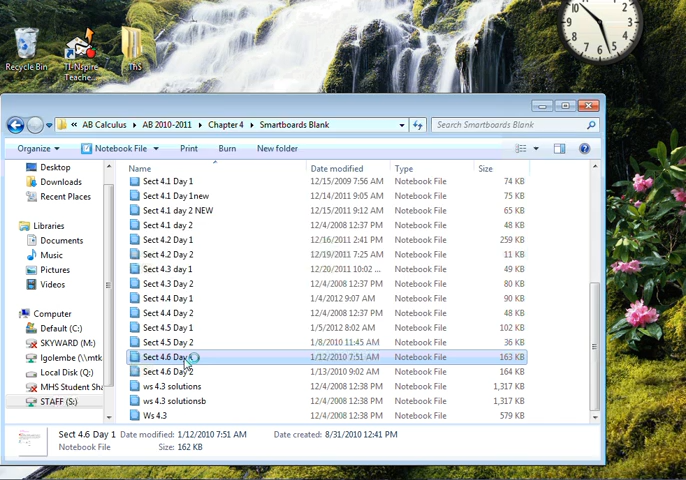 Recycle Bin
TI-Nspire Teache...
ThS
« AB Calculus ▸ AB 2010-2011 ▸ Chapter 4 ▸ Smartboards Blank
Search Smartboards Blank
Organize Notebook File Print Burn New folder
Name Date modified Type Size
Sect 4.1 Day 1 12/15/2009 7:56 AM Notebook File 74 KB
Sect 4.1 Day 1new 12/14/2011 9:05 AM Notebook File 75 KB
Sect 4.1 day 2 NEW 12/15/2011 9:12 AM Notebook File 65 KB
Sect 4.1 day 2 12/4/2008 12:37 PM Notebook File 48 KB
Sect 4.2 Day 1 12/16/2011 2:41 PM Notebook File 259 KB
Sect 4.2 Day 2 12/19/2011 7:25 AM Notebook File 11 KB
Sect 4.3 day 1 12/20/2011 10:02 ... Notebook File 49 KB
Sect 4.3 Day 2 12/4/2008 12:37 PM Notebook File 80 KB
Sect 4.4 Day 1 1/4/2012 9:07 AM Notebook File 90 KB
Sect 4.4 Day 2 12/4/2008 12:38 PM Notebook File 48 KB
Sect 4.5 Day 1 1/5/2012 8:02 AM Notebook File 102 KB
Sect 4.5 Day 2 1/8/2010 11:45 AM Notebook File 36 KB
Sect 4.6 Day 1/12/2010 7:51 AM Notebook File 163 KB
Sect 4.6 Day 2 1/13/2010 9:02 AM Notebook File 164 KB
ws 4.3 solutions 12/4/2008 12:38 PM Notebook File 1,317 KB
ws 4.3 solutionsb 12/4/2008 12:38 PM Notebook File 1,317 KB
Ws 4.3 12/4/2008 12:38 PM Notebook File 579 KB
Desktop
Downloads
Recent Places
Libraries
Documents
Music
Pictures
Videos
Computer
Default (C:)
SKYWARD (M:)
lgolembe (\\mtk
Local Disk (Q:)
MHS Student Shar
STAFF (S:)
Sect 4.6 Day 1 Date modified: 1/12/2010 7:51 AM Date created: 8/31/2010 12:41 PM
Notebook File Size: 162 KB